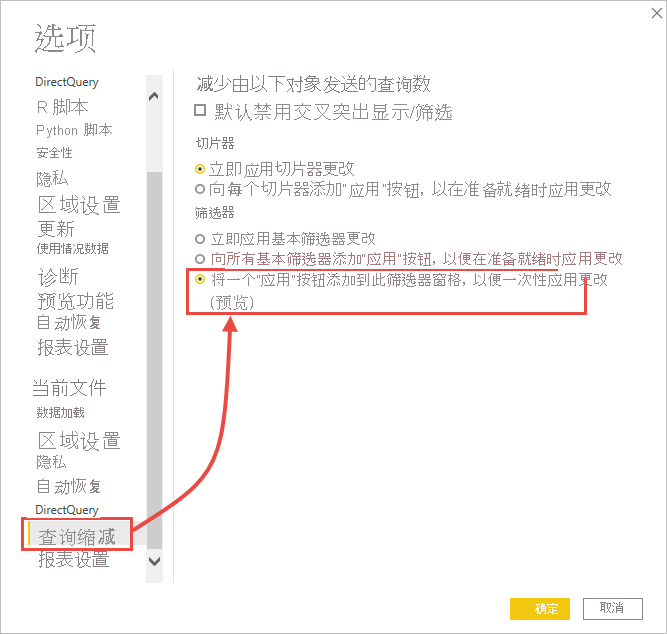 选项
DirectQuery
R 脚本
Python 脚本
安全性
隐私
区域设置
更新
使用情况数据
诊断
预览功能
自动恢复
报表设置
当前文件
数据加载
区域设置
隐私
自动恢复
DirectQuery
查询缩减
报表设置
减少由以下对象发送的查询数
默认禁用交叉突出显示/筛选
切片器
立即应用切片器更改
向每个切片器添加"应用"按钮, 以在准备就绪时应用更改
筛选器
立即应用基本筛选器更改
向所有基本筛选器添加"应用"按钮, 以便在准备就绪时应用更改
将一个"应用"按钮添加到此筛选器窗格, 以便一次性应用更改
(预览)
确定
取消